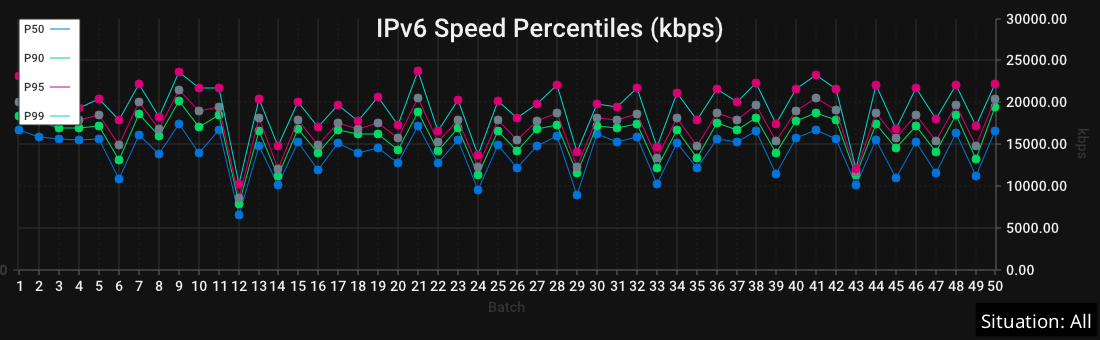 IPv6 Speed Percentiles (kbps)
P50
P90
P95
P99
30000.00
25000.00
20000.00
15000.00
10000.00
5000.00
0.00
kbps
0
1 2 3 4 5 6 7 8 9 10 11 12 13 14 15 16 17 18 19 20 21 22 23 24 25 26 27 28 29 30 31 32 33 34 35 36 37 38 39 40 41 42 43 44 45 46 47 48 49 50
Batch
Situation: All